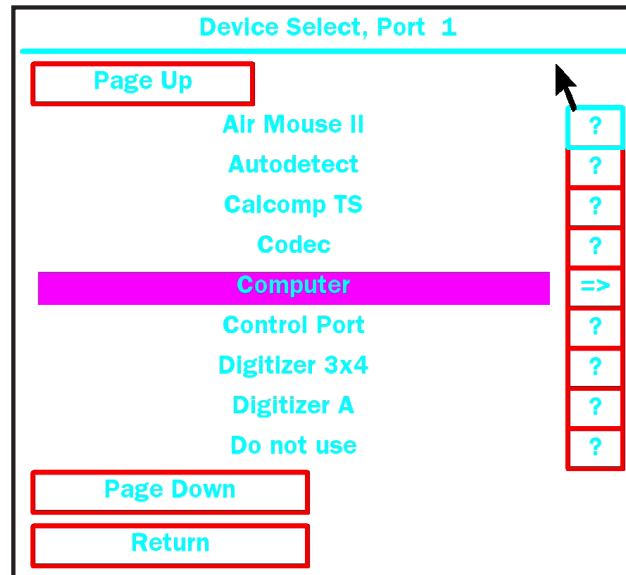 Device Select, Port 1
Page Up
Air Mouse II ?
Autodetect ?
Calcomp TS ?
Codec ?
Computer =>
Control Port ?
Digitizer 3x4 ?
Digitizer A ?
Do not use ?
Page Down
Return